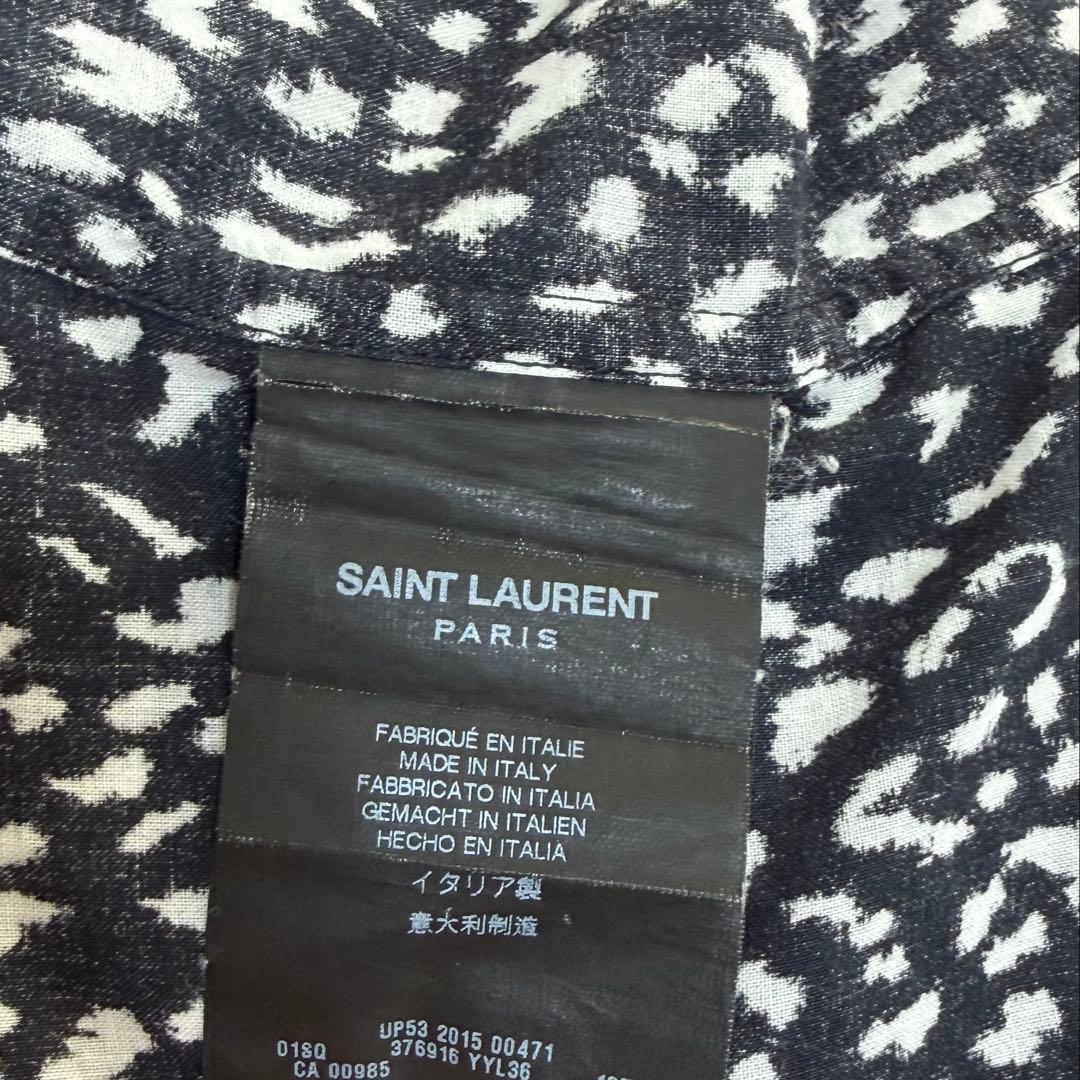 SAINT LAURENT
PARIS
FABRIQUÉ EN ITALIE
MADE IN ITALY
FABBRICATO IN ITALIA
GEMACHT IN ITALIEN
HECHO EN ITALIA
イタリア製
意大利制造
UP53 2015 00471
01SQ 376916 YYL36
CA 00985